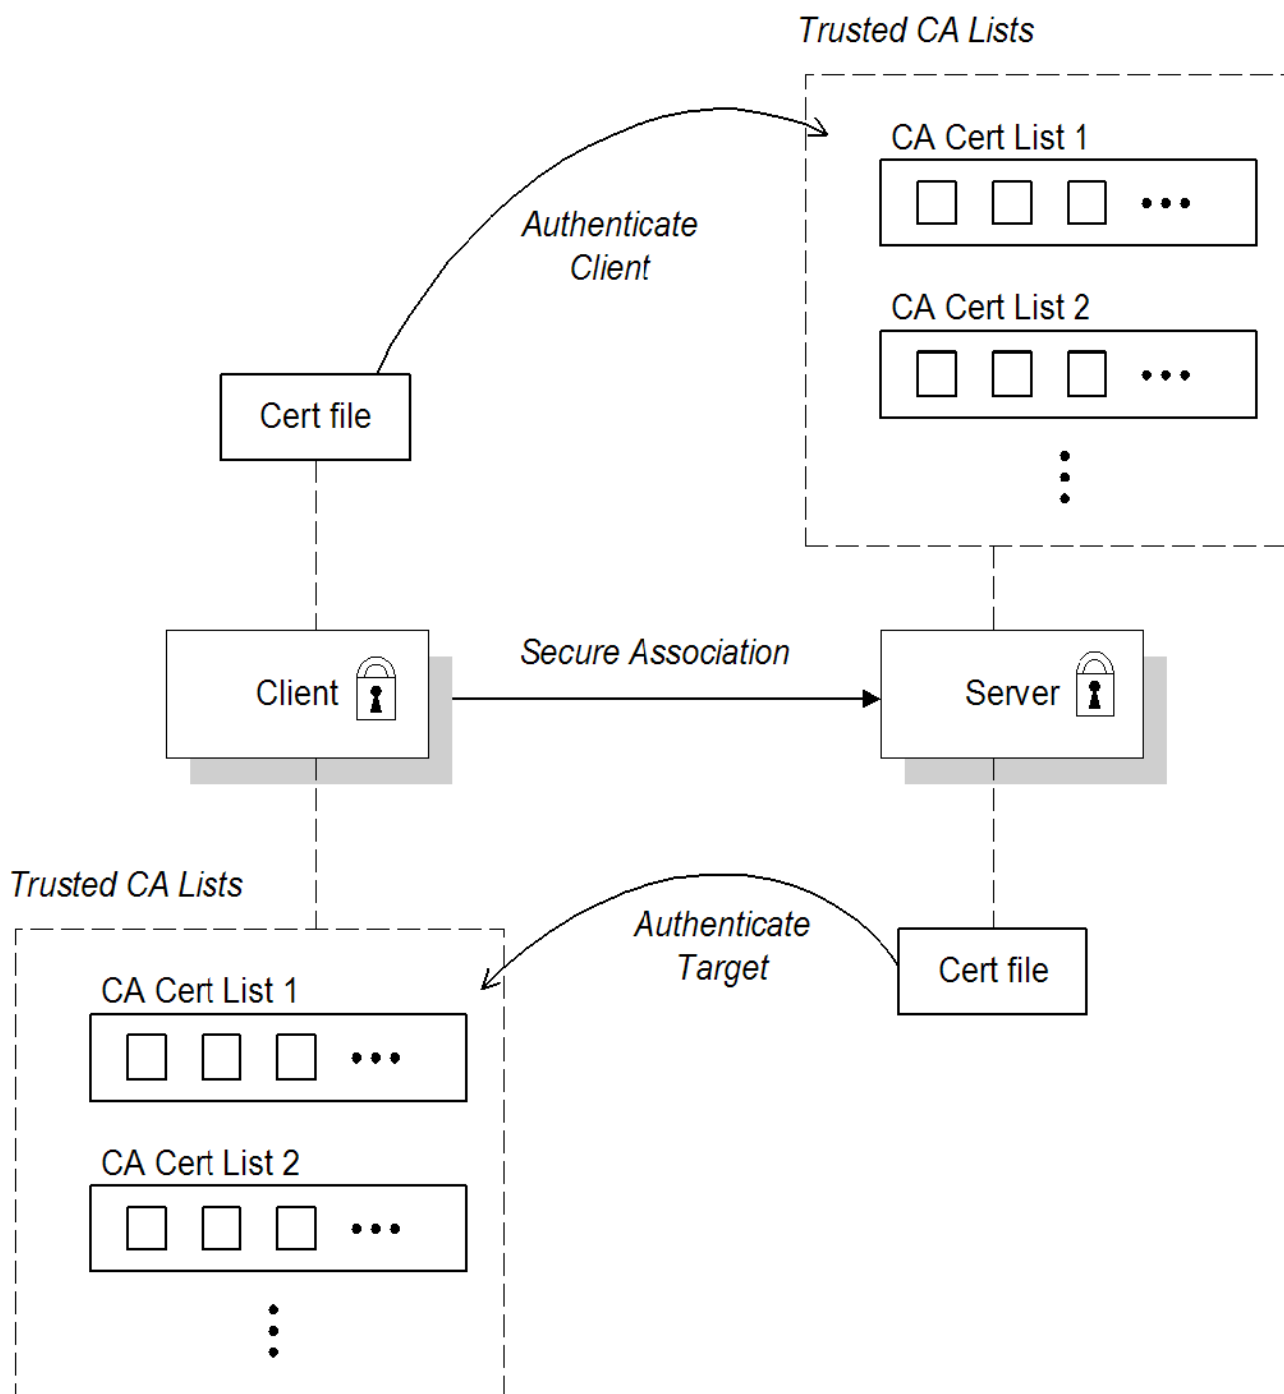 Trusted CA Lists
CA Cert List 1
Authenticate
Client
CA Cert List 2
Cert file
Secure Association
Client
Server
Trusted CA Lists
Authenticate
Target
Cert file
CA Cert List 1
CA Cert List 2